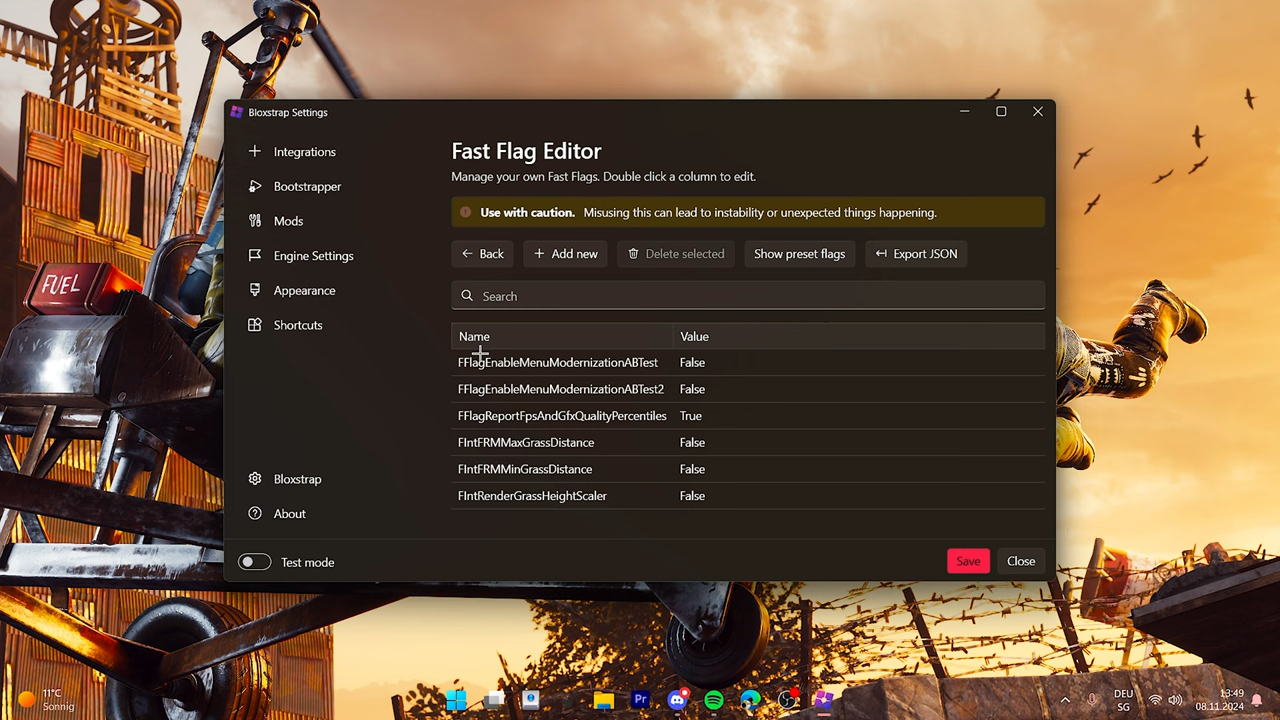 Bloxstrap Settings
Integrations
Bootstrapper
Mods
Engine Settings
Appearance
Shortcuts
Bloxstrap
About
Test mode
Fast Flag Editor
Manage your own Fast Flags. Double click a column to edit.
Use with caution. Misusing this can lead to instability or unexpected things happening.
Back Add new Delete selected Show preset flags Export JSON
Search
Name Value
FFlagEnableMenuModernizationABTest False
FFlagEnableMenuModernizationABTest2 False
FFlagReportFpsAndGfxQualityPercentiles True
FIntFRMMaxGrassDistance False
FIntFRMMinGrassDistance False
FIntRenderGrassHeightScaler False
Save Close
FUEL
11°C
Sonnig
Pr
DEU
SG
13:49
08.11.2024